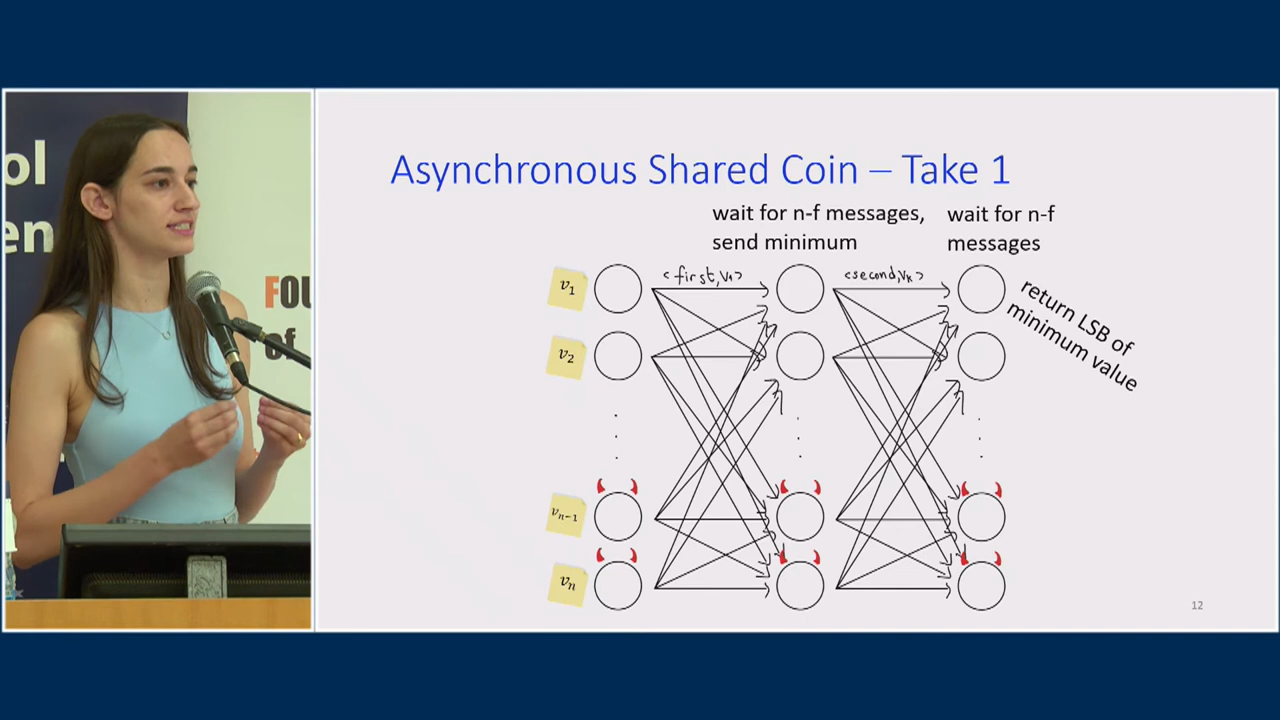 ol
en
FOU
of
Asynchronous Shared Coin – Take 1
wait for n-f messages,
send minimum
wait for n-f
messages
<first,v₁>
<second,vₖ>
return LSB of
minimum value
v₁
v₂
vₙ₋₁
vₙ
12